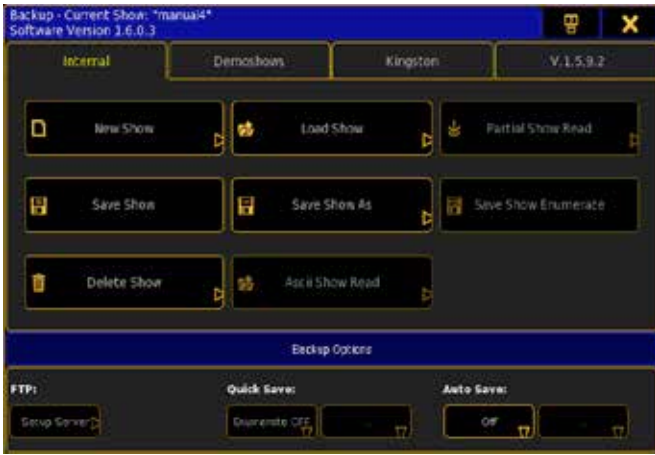 Backup - Current Show: "manual4"
Software Version 1.6.0.3
Internal
Demoshows
Kingston
V.1.5.9.2
New Show
Load Show
Partial Show Read
Save Show
Save Show As
Save Show Enumerate
Delete Show
Ascii Show Read
Backup Options
FTP:
Quick Save:
Auto Save:
Setup Server
Enumerate OFF
Off